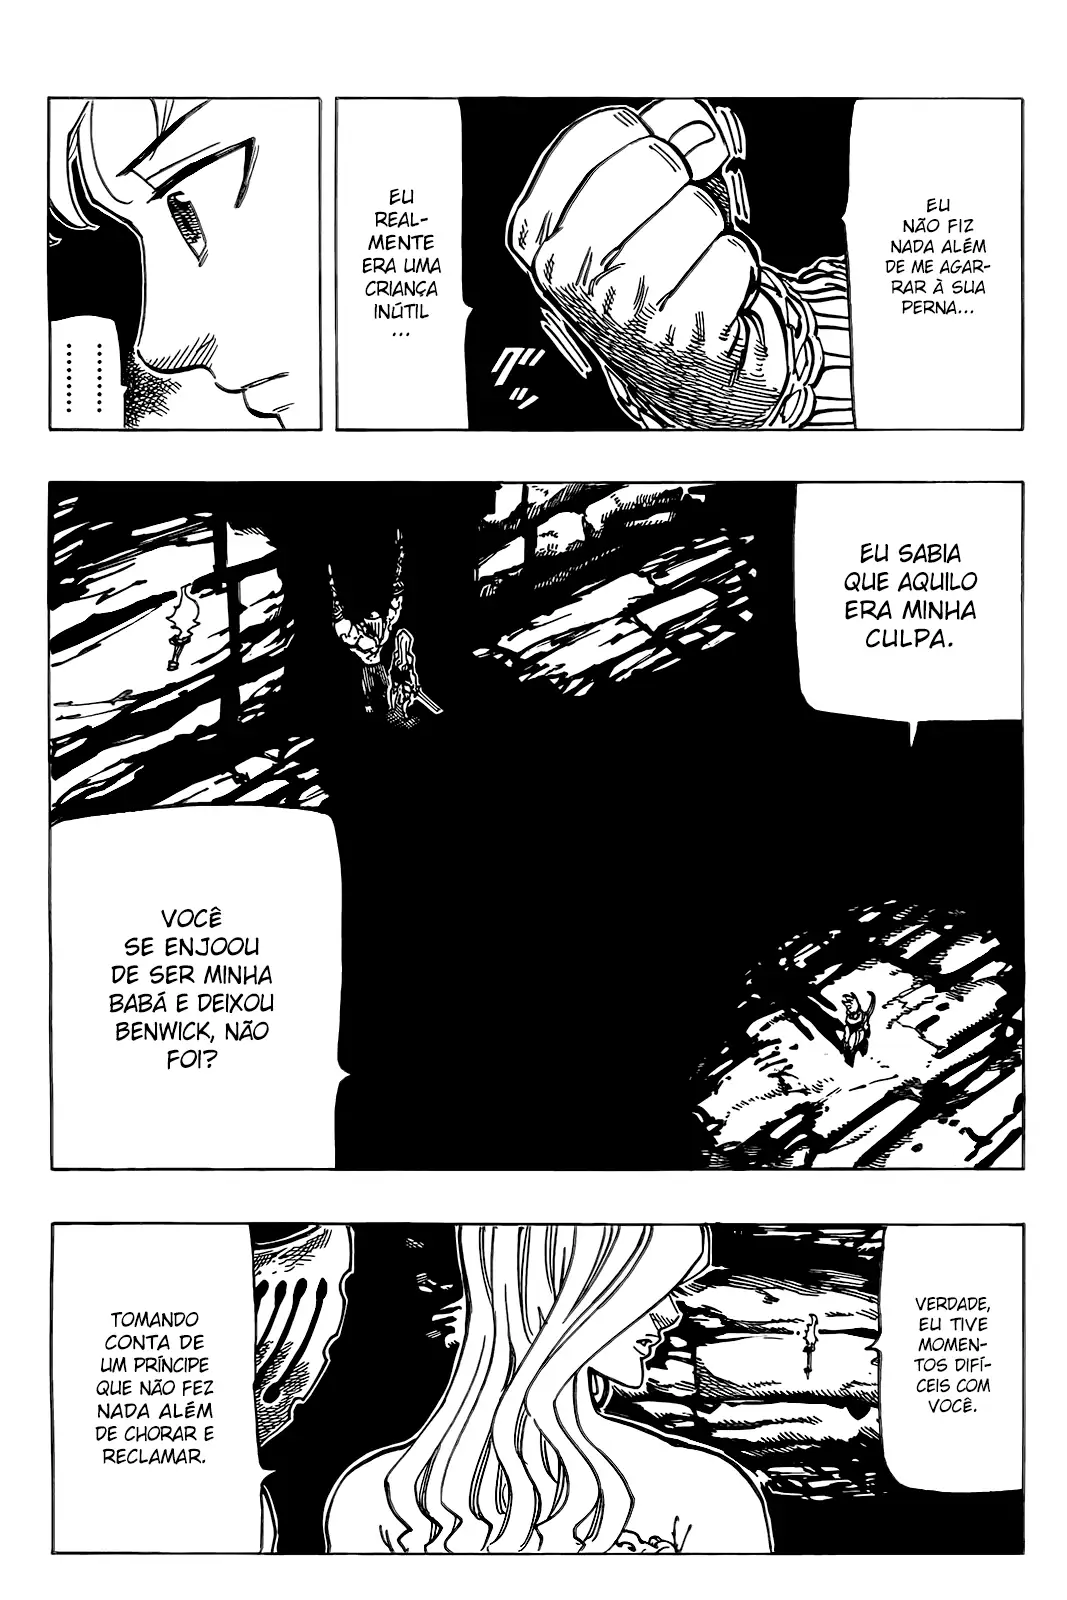 EU
NÃO FIZ
NADA ALÉM
DE ME AGAR-
RAR À SUA
PERNA...
EU
REAL-
MENTE
ERA UMA
CRIANÇA
INÚTIL
...
グッ
..........
..........
EU SABIA
QUE AQUILO
ERA MINHA
CULPA.
VOCÊ
SE ENJOOU
DE SER MINHA
BABÁ E DEIXOU
BENWICK, NÃO
FOI?
VERDADE,
EU TIVE
MOMEN-
TOS DIFÍ-
CEIS COM
VOCÊ.
TOMANDO
CONTA DE
UM PRÍNCIPE
QUE NÃO FEZ
NADA ALÉM
DE CHORAR E
RECLAMAR.